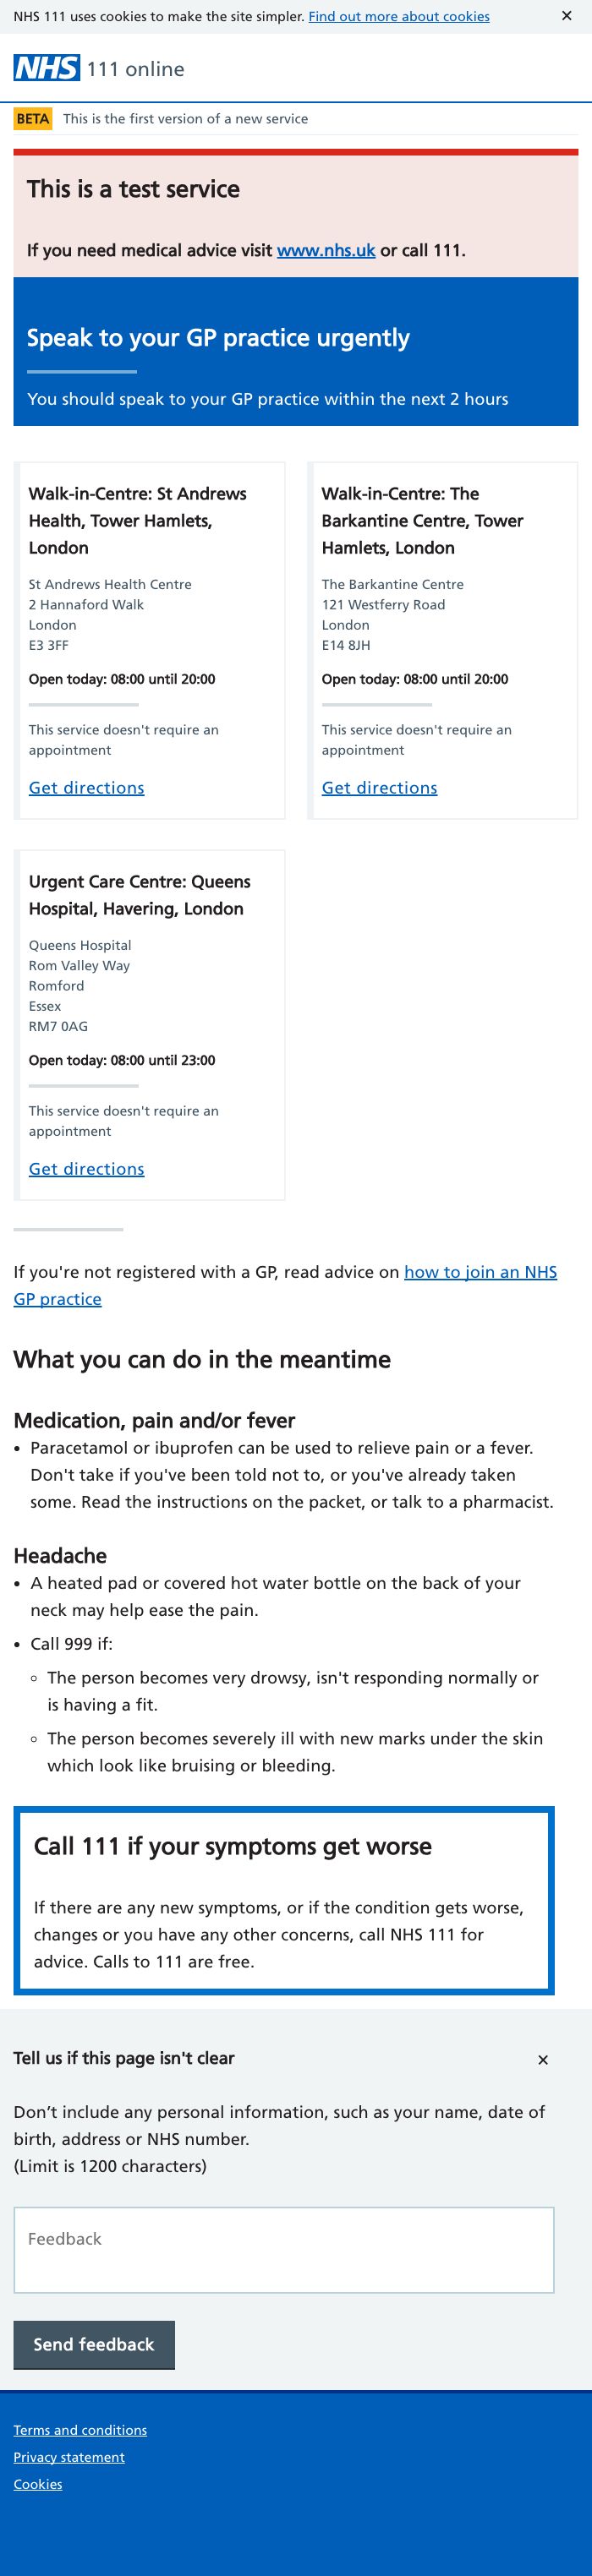 NHS 111 uses cookies to make the site simpler. Find out more about cookies ×
NHS 111 online
BETA This is the first version of a new service
This is a test service
If you need medical advice visit www.nhs.uk or call 111.
Speak to your GP practice urgently
You should speak to your GP practice within the next 2 hours
Walk-in-Centre: St Andrews
Health, Tower Hamlets,
London
St Andrews Health Centre
2 Hannaford Walk
London
E3 3FF
Open today: 08:00 until 20:00
This service doesn't require an
appointment
Get directions
Walk-in-Centre: The
Barkantine Centre, Tower
Hamlets, London
The Barkantine Centre
121 Westferry Road
London
E14 8JH
Open today: 08:00 until 20:00
This service doesn't require an
appointment
Get directions
Urgent Care Centre: Queens
Hospital, Havering, London
Queens Hospital
Rom Valley Way
Romford
Essex
RM7 0AG
Open today: 08:00 until 23:00
This service doesn't require an
appointment
Get directions
If you're not registered with a GP, read advice on how to join an NHS
GP practice
What you can do in the meantime
Medication, pain and/or fever
• Paracetamol or ibuprofen can be used to relieve pain or a fever.
Don't take if you've been told not to, or you've already taken
some. Read the instructions on the packet, or talk to a pharmacist.
Headache
• A heated pad or covered hot water bottle on the back of your
neck may help ease the pain.
• Call 999 if:
◦ The person becomes very drowsy, isn't responding normally or
is having a fit.
◦ The person becomes severely ill with new marks under the skin
which look like bruising or bleeding.
Call 111 if your symptoms get worse
If there are any new symptoms, or if the condition gets worse,
changes or you have any other concerns, call NHS 111 for
advice. Calls to 111 are free.
Tell us if this page isn't clear ×
Don’t include any personal information, such as your name, date of
birth, address or NHS number.
(Limit is 1200 characters)
Feedback
Send feedback
Terms and conditions
Privacy statement
Cookies